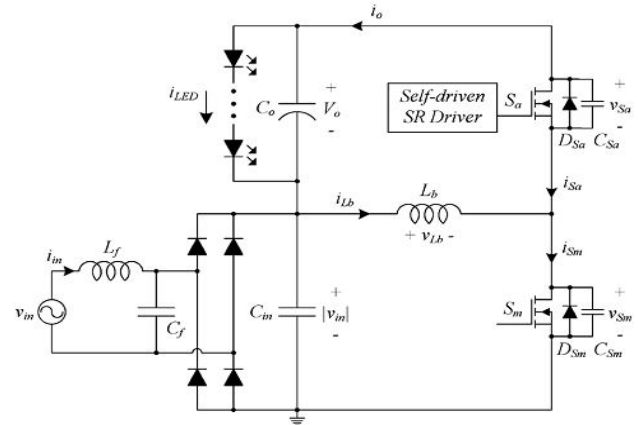 i_o
i_LED
C_o
+
V_o
-
Self-driven
SR Driver
S_a
+
v_Sa
-
D_Sa
C_Sa
i_Lb
L_b
i_Sa
+ v_Lb -
i_in
L_f
i_Sm
v_in
C_f
C_in
+
|v_in|
-
S_m
+
v_Sm
-
D_Sm
C_Sm